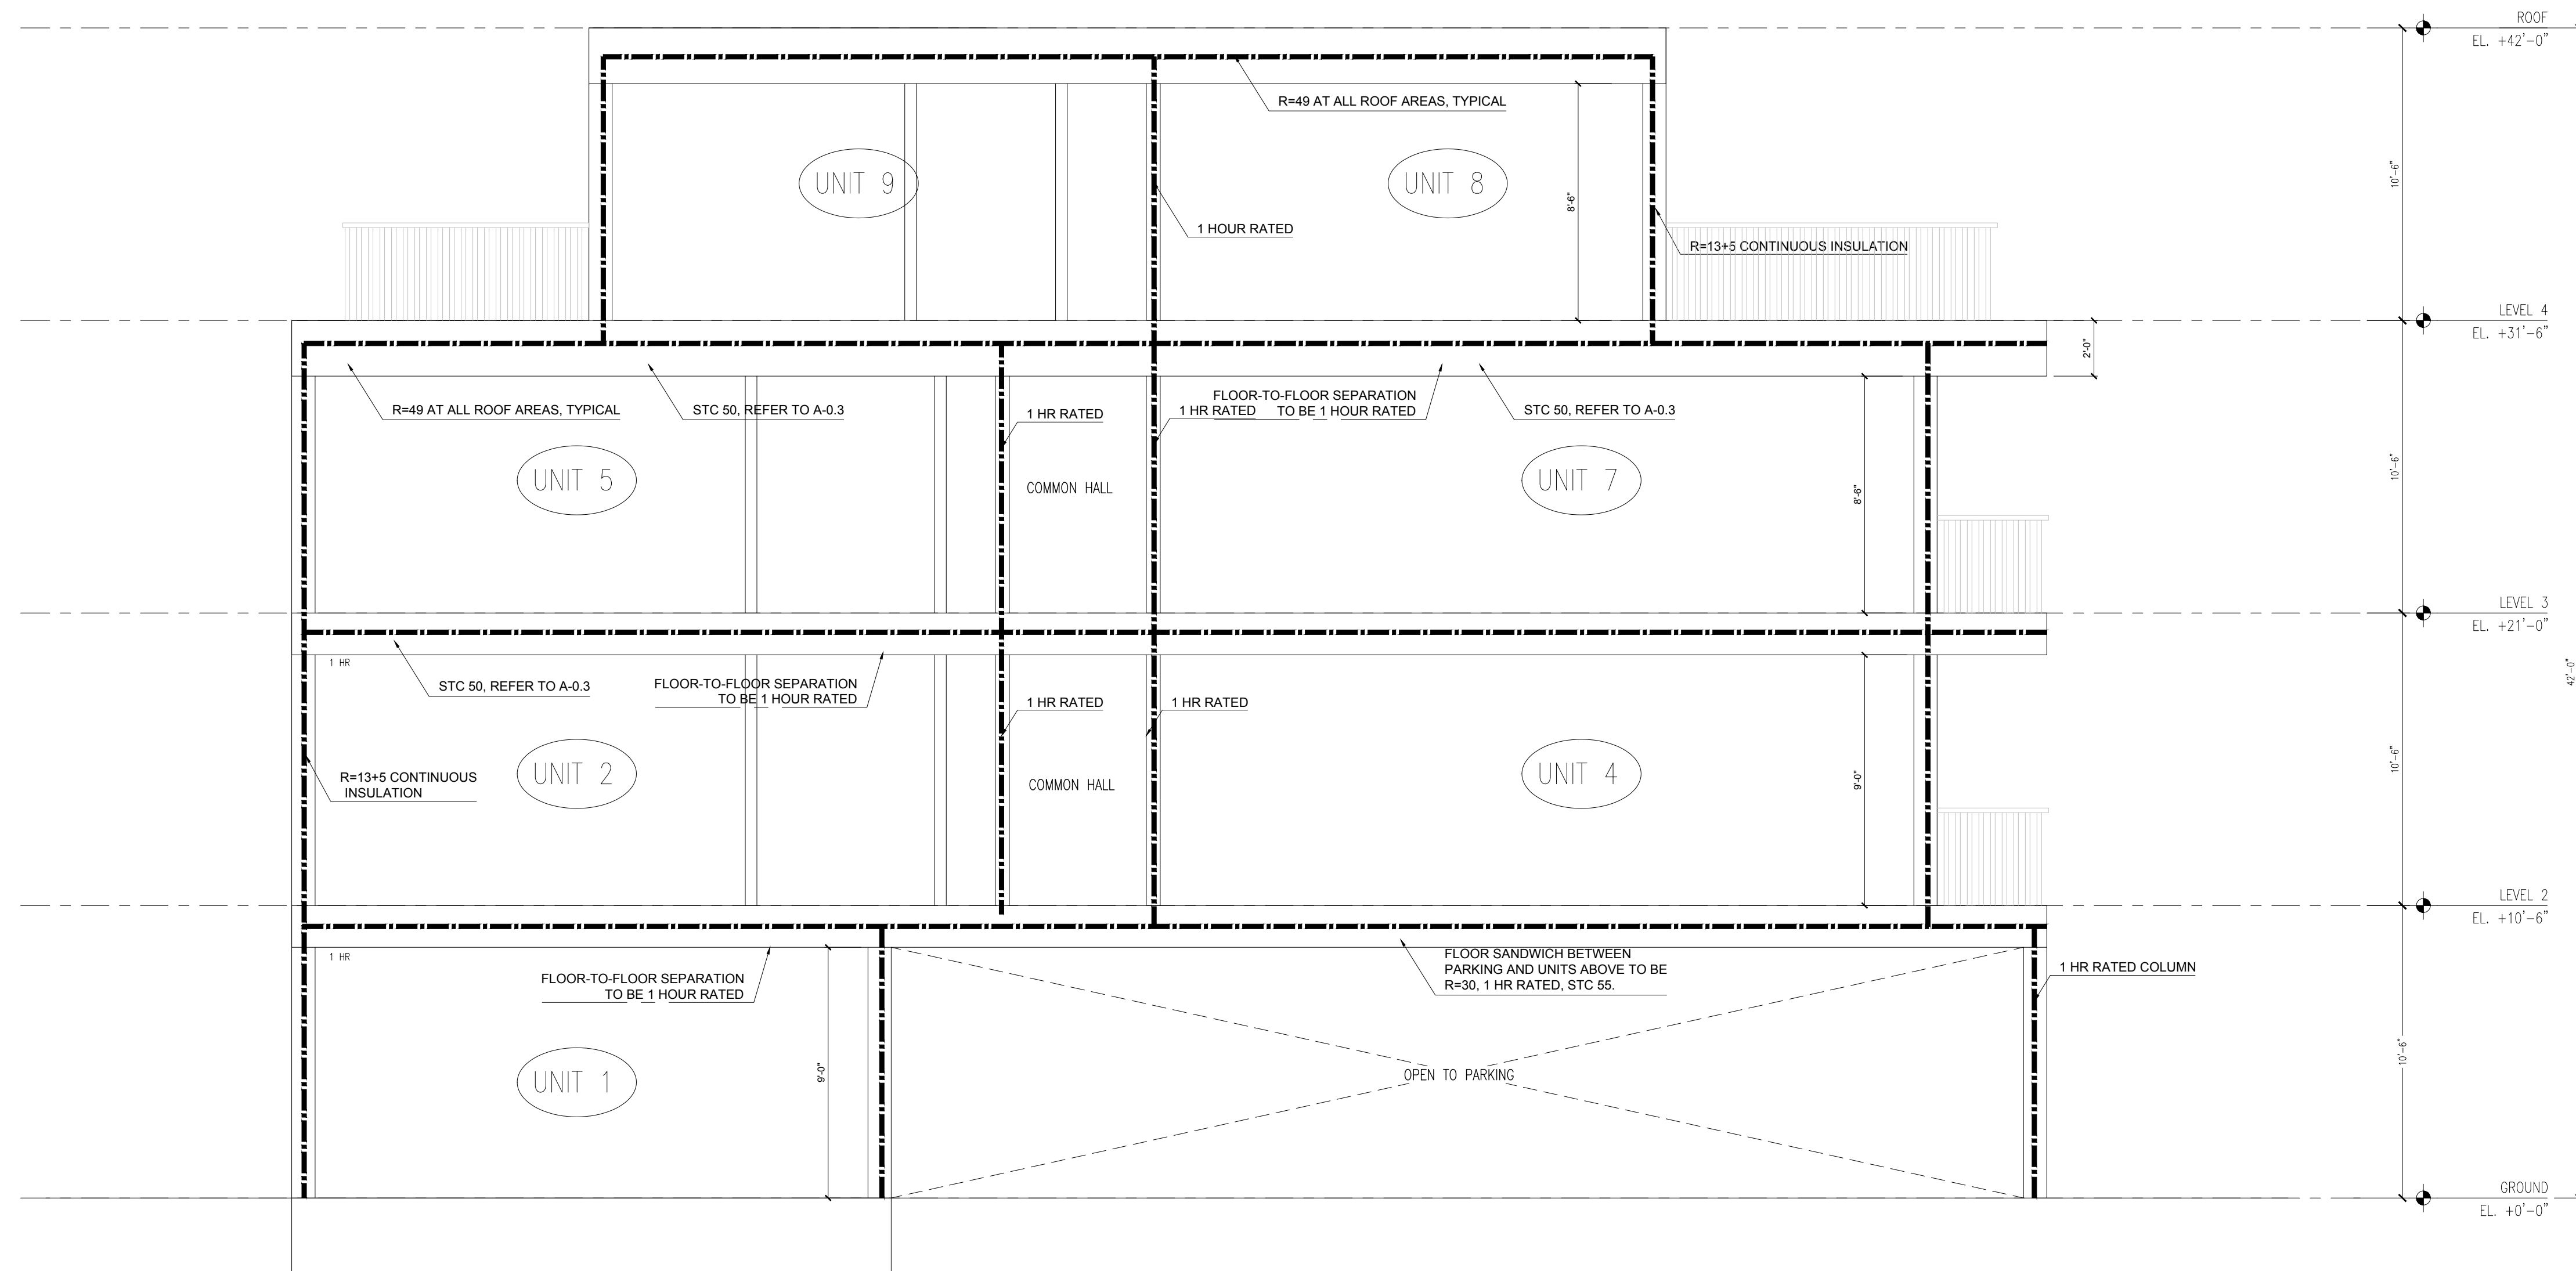 ROOF
EL. +42'-0"
R=49 AT ALL ROOF AREAS, TYPICAL
10'-6"
UNIT 9
UNIT 8
8'-6"
1 HOUR RATED
R=13+5 CONTINUOUS INSULATION
LEVEL 4
EL. +31'-6"
2'-0"
R=49 AT ALL ROOF AREAS, TYPICAL
STC 50, REFER TO A-0.3
1 HR RATED
1 HR RATED
FLOOR-TO-FLOOR SEPARATION
TO BE 1 HOUR RATED
STC 50, REFER TO A-0.3
10'-6"
UNIT 5
COMMON HALL
UNIT 7
8'-6"
LEVEL 3
EL. +21'-0"
1 HR
STC 50, REFER TO A-0.3
FLOOR-TO-FLOOR SEPARATION
TO BE 1 HOUR RATED
1 HR RATED
1 HR RATED
42'-0"
R=13+5 CONTINUOUS
INSULATION
UNIT 2
COMMON HALL
UNIT 4
9'-0"
10'-6"
LEVEL 2
EL. +10'-6"
1 HR
FLOOR-TO-FLOOR SEPARATION
TO BE 1 HOUR RATED
FLOOR SANDWICH BETWEEN
PARKING AND UNITS ABOVE TO BE
R=30, 1 HR RATED, STC 55.
1 HR RATED COLUMN
UNIT 1
9'-0"
OPEN TO PARKING
10'-6"
GROUND
EL. +0'-0"